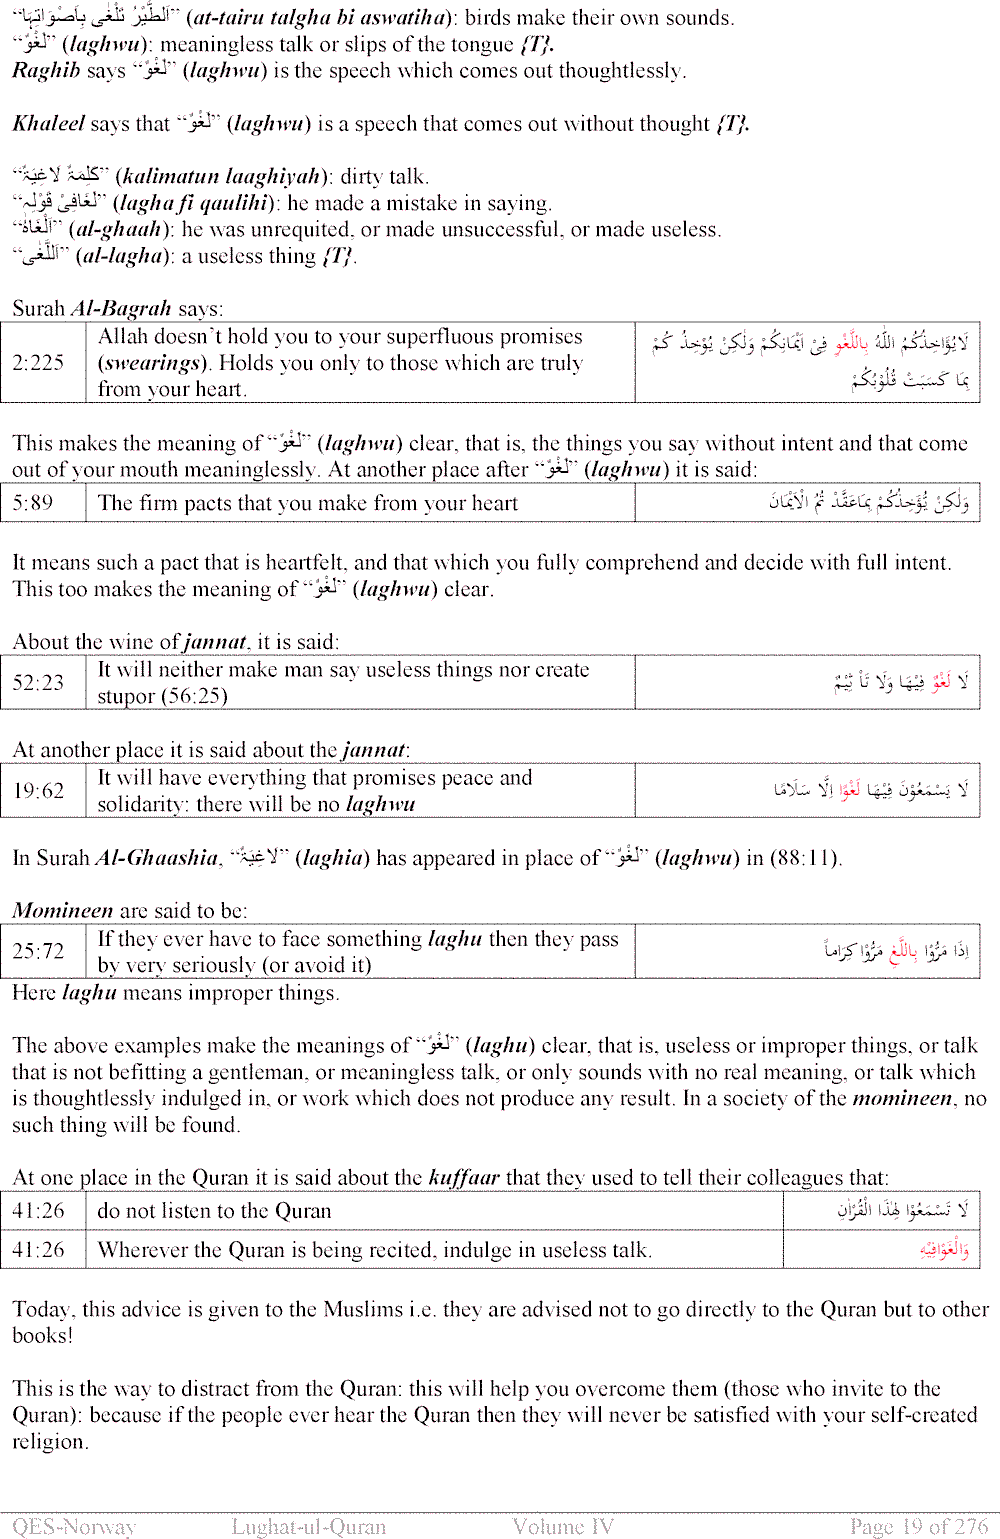 “اَلطَّيْرُ تَلْغٰی بِاَصْوَاتِہَا” (at-tairu talgha bi aswatiha): birds make their own sounds.
“لَغْوٌ” (laghwu): meaningless talk or slips of the tongue {T}.
Raghib says “لَغْوٌ” (laghwu) is the speech which comes out thoughtlessly.
Khaleel says that “لَغْوٌ” (laghwu) is a speech that comes out without thought {T}.
“کَلِمَۃٌ لَاغِیَۃٌ” (kalimatun laaghiyah): dirty talk.
“لَغَافِیْ قَوْلِہٖ” (lagha fi qaulihi): he made a mistake in saying.
“اَلْغَاہُ” (al-ghaah): he was unrequited, or made unsuccessful, or made useless.
“اَللَّغٰی” (al-lagha): a useless thing {T}.
Surah Al-Bagrah says:
2:225 Allah doesn’t hold you to your superfluous promises (swearings). Holds you only to those which are truly from your heart.
لَایُؤَاخِذُکُمُ اللّٰہُ بِاللَّغْوِ فِیْ اَیْمَانِکُمْ وَلٰکِنْ یُّؤَخِذُ کُمْ
بِمَا کَسَبَتْ قُلُوْبُکُمْ
This makes the meaning of “لَغْوٌ” (laghwu) clear, that is, the things you say without intent and that come
out of your mouth meaninglessly. At another place after “لَغْوٌ” (laghwu) it is said:
5:89 The firm pacts that you make from your heart وَلٰکِنْ یُّؤَخِذُکُمْ بِمَاعَقَّدْ تُمُ الْاَیْمَانَ
It means such a pact that is heartfelt, and that which you fully comprehend and decide with full intent.
This too makes the meaning of “لَغْوٌ” (laghwu) clear.
About the wine of jannat, it is said:
52:23 It will neither make man say useless things nor create stupor (56:25) لَا لَغْوٌ فِیْہَا وَلَا تَاْ ثِیْمٌ
At another place it is said about the jannat:
19:62 It will have everything that promises peace and solidarity: there will be no laghwu لَا یَسْمَعُوْنَ فِیْہَا لَغْوًا اِلَّا سَلَامًا
In Surah Al-Ghaashia, “لَاغِیَۃً” (laghia) has appeared in place of “لَغْوٌ” (laghwu) in (88:11).
Momineen are said to be:
25:72 If they ever have to face something laghu then they pass by very seriously (or avoid it) اِذَا مَرُّوْا بِاللَّغِ مَرُّوْا کِرَاماً
Here laghu means improper things.
The above examples make the meanings of “لَغْوٌ” (laghu) clear, that is, useless or improper things, or talk
that is not befitting a gentleman, or meaningless talk, or only sounds with no real meaning, or talk which
is thoughtlessly indulged in, or work which does not produce any result. In a society of the momineen, no
such thing will be found.
At one place in the Quran it is said about the kuffaar that they used to tell their colleagues that:
41:26 do not listen to the Quran لَا تَسْمَعُوْا لِھٰذَا الْقُرْاٰنِ
41:26 Wherever the Quran is being recited, indulge in useless talk. وَالْغَوْافِیْہِ
Today, this advice is given to the Muslims i.e. they are advised not to go directly to the Quran but to other
books!
This is the way to distract from the Quran: this will help you overcome them (those who invite to the
Quran): because if the people ever hear the Quran then they will never be satisfied with your self-created
religion.
QES-Norway Lughat-ul-Quran Volume IV Page 19 of 276